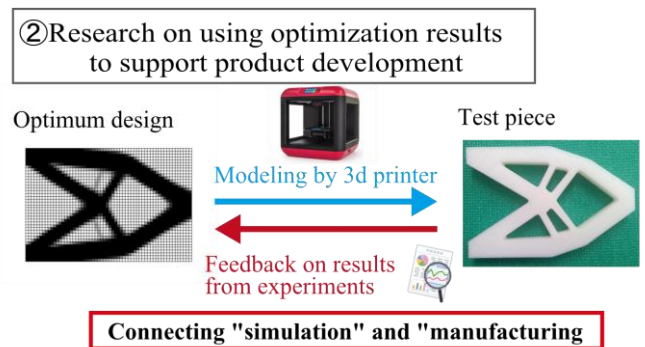 ②Research on using optimization results
to support product development
Optimum design
Test piece
Modeling by 3d printer
Feedback on results
from experiments
Connecting "simulation" and "manufacturing